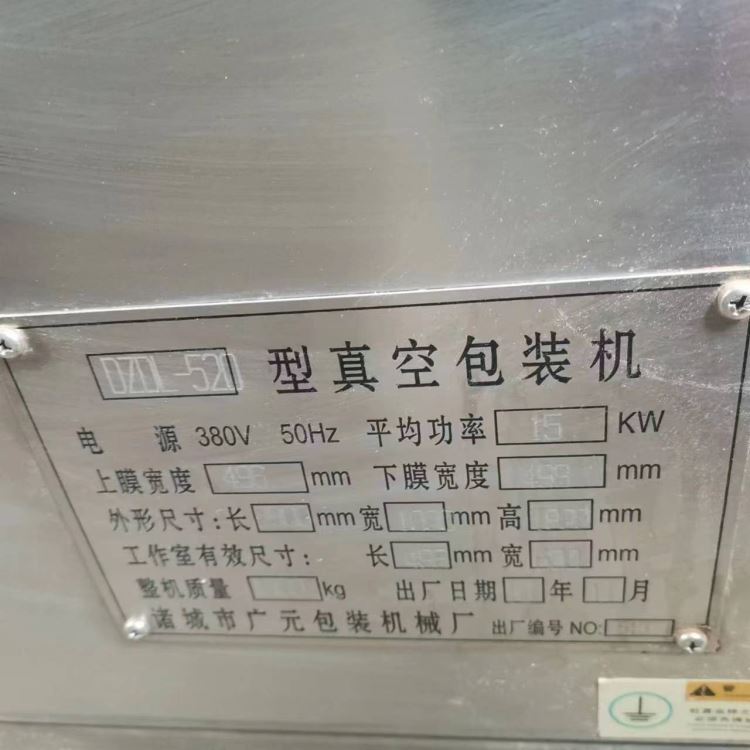 DZDL-520 型真空包装机
电 源 380V 50Hz 平均功率 15 KW
上膜宽度 mm 下膜宽度 mm
外形尺寸:长 mm 宽 mm 高 mm
工作室有效尺寸: 长 mm 宽 mm
整机质量 kg 出厂日期 年 月
诸城市广元包装机械厂 出厂编号 NO: